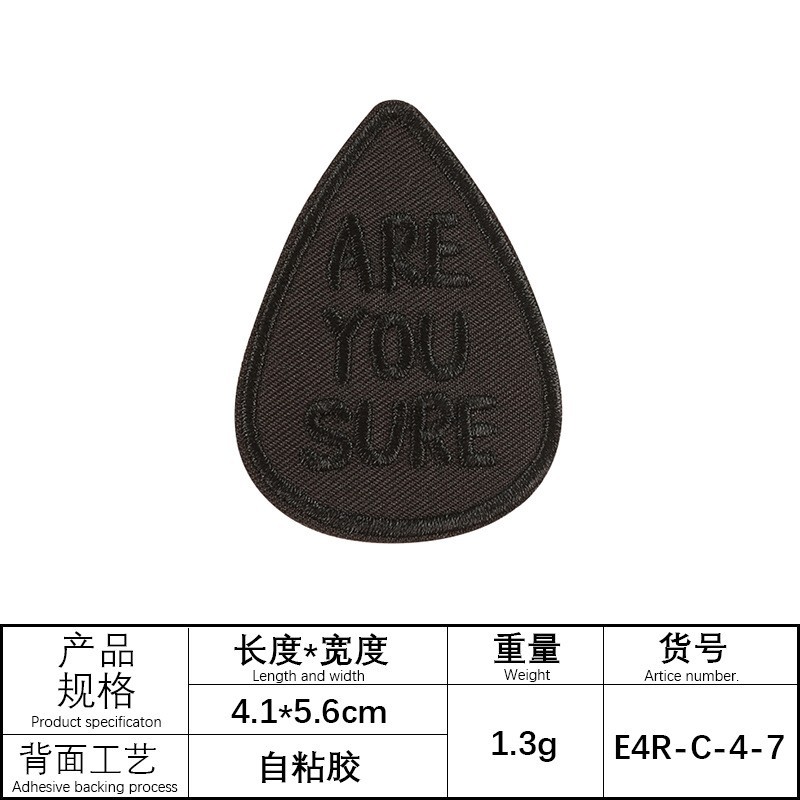 ARE
YOU
SURE
产品
规格
Product specificaton
长度*宽度
Length and width
重量
Weight
货号
Artice number.
4.1*5.6cm
1.3g
E4R-C-4-7
背面工艺
Adhesive backing process
自粘胶